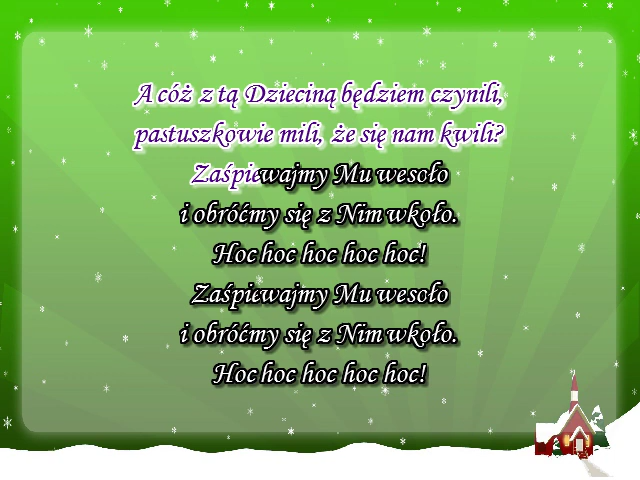 A cóż z tą Dzieciną będziem czynili,
pastuszkowie mili, że się nam kwili?
Zaśpiewajmy Mu wesoło
i obróćmy się z Nim wkoło.
Hoc hoc hoc hoc hoc!
Zaśpiewajmy Mu wesoło
i obróćmy się z Nim wkoło.
Hoc hoc hoc hoc hoc!